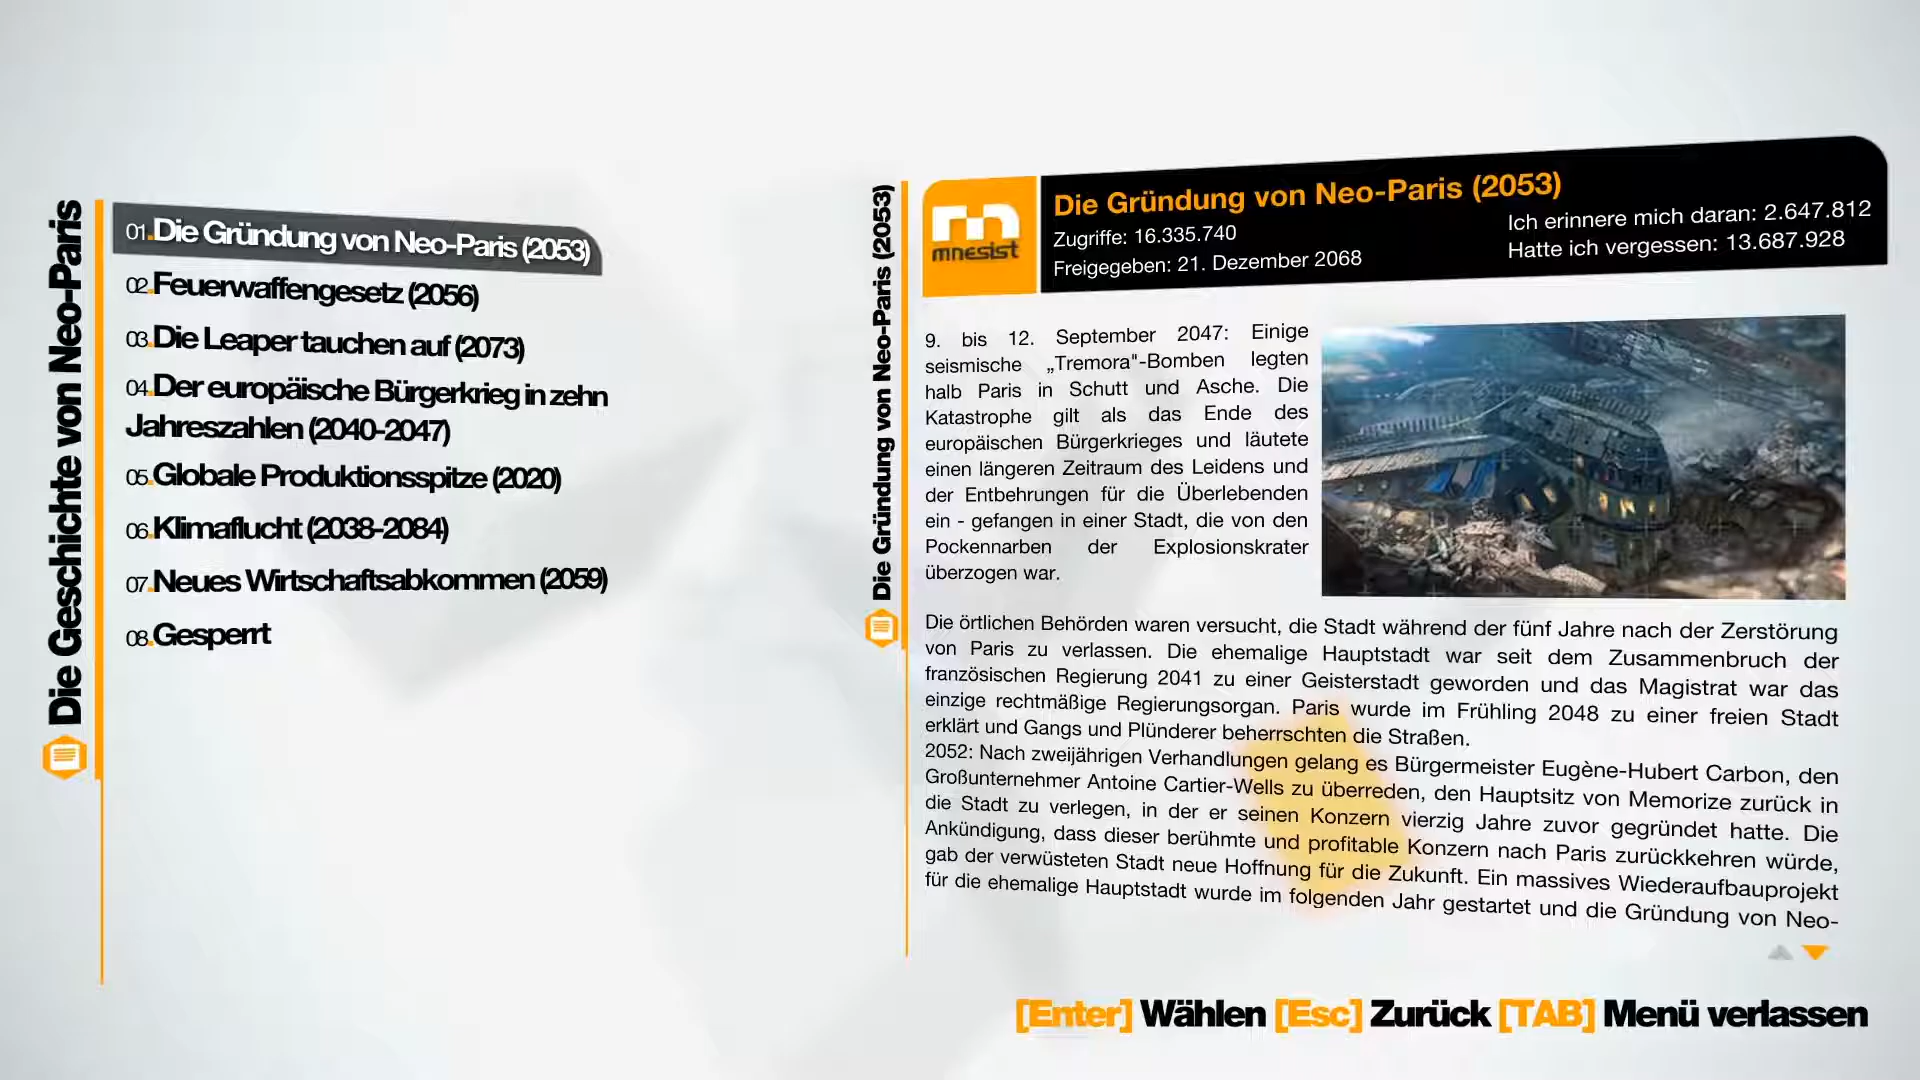 Die Geschichte von Neo-Paris
01.Die Gründung von Neo-Paris (2053)
02.Feuerwaffengesetz (2056)
03.Die Leaper tauchen auf (2073)
04.Der europäische Bürgerkrieg in zehn
Jahreszahlen (2040-2047)
05.Globale Produktionsspitze (2020)
06.Klimaflucht (2038-2084)
07.Neues Wirtschaftsabkommen (2059)
08.Gesperrt
Die Gründung von Neo-Paris (2053)
mnesist
Die Gründung von Neo-Paris (2053)
Zugriffe: 16.335.740
Freigegeben: 21. Dezember 2068
Ich erinnere mich daran: 2.647.812
Hatte ich vergessen: 13.687.928
9. bis 12. September 2047: Einige
seismische „Tremora"-Bomben legten
halb Paris in Schutt und Asche. Die
Katastrophe gilt als das Ende des
europäischen Bürgerkrieges und läutete
einen längeren Zeitraum des Leidens und
der Entbehrungen für die Überlebenden
ein - gefangen in einer Stadt, die von den
Pockennarben der Explosionskrater
überzogen war.
Die örtlichen Behörden waren versucht, die Stadt während der fünf Jahre nach der Zerstörung
von Paris zu verlassen. Die ehemalige Hauptstadt war seit dem Zusammenbruch der
französischen Regierung 2041 zu einer Geisterstadt geworden und das Magistrat war das
einzige rechtmäßige Regierungsorgan. Paris wurde im Frühling 2048 zu einer freien Stadt
erklärt und Gangs und Plünderer beherrschten die Straßen.
2052: Nach zweijährigen Verhandlungen gelang es Bürgermeister Eugène-Hubert Carbon, den
Großunternehmer Antoine Cartier-Wells zu überreden, den Hauptsitz von Memorize zurück in
die Stadt zu verlegen, in der er seinen Konzern vierzig Jahre zuvor gegründet hatte. Die
Ankündigung, dass dieser berühmte und profitable Konzern nach Paris zurückkehren würde,
gab der verwüsteten Stadt neue Hoffnung für die Zukunft. Ein massives Wiederaufbauprojekt
für die ehemalige Hauptstadt wurde im folgenden Jahr gestartet und die Gründung von Neo-
[Enter] Wählen [Esc] Zurück [TAB] Menü verlassen